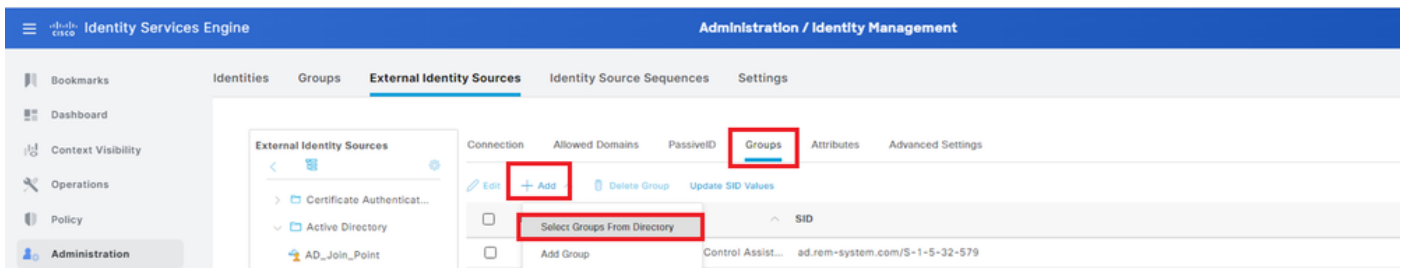 cisco Identity Services Engine Administration / Identity Management
Bookmarks
Dashboard
Context Visibility
Operations
Policy
Administration
Identities Groups External Identity Sources Identity Source Sequences Settings
External Identity Sources
Certificate Authenticat...
Active Directory
AD_Join_Point
Connection Allowed Domains PassiveID Groups Attributes Advanced Settings
Edit + Add Delete Group Update SID Values
SID
Select Groups From Directory
Add Group Control Assist... ad.rem-system.com/S-1-5-32-579